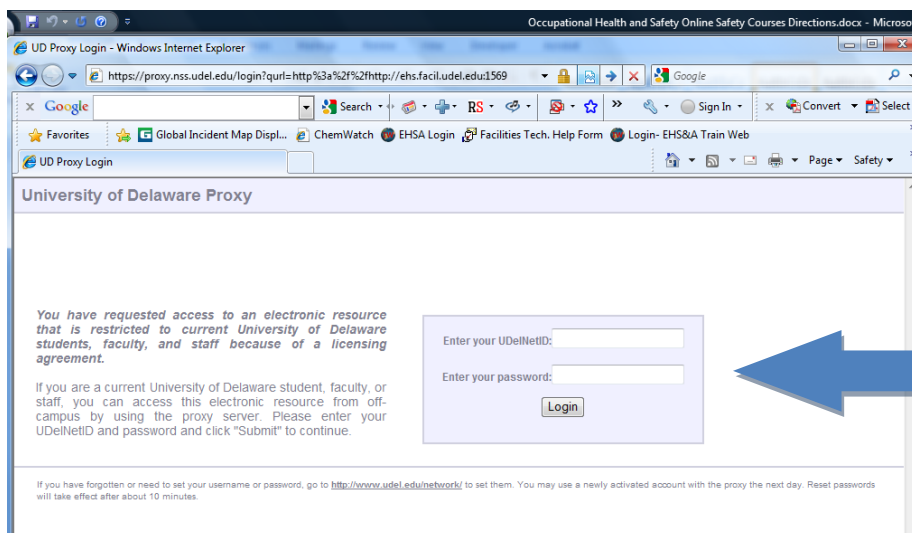 Occupational Health and Safety Online Safety Courses Directions.docx - Microso
UD Proxy Login - Windows Internet Explorer
https://proxy.nss.udel.edu/login?qurl=http%3a%2f%2fhttp://ehs.facil.udel.edu:1569 Google
x Google Search RS » Sign In x Convert Select
Favorites Global Incident Map Displ... ChemWatch EHSA Login Facilities Tech. Help Form Login- EHS&A Train Web
UD Proxy Login Page Safety
University of Delaware Proxy
You have requested access to an electronic resource
that is restricted to current University of Delaware
students, faculty, and staff because of a licensing
agreement.
If you are a current University of Delaware student, faculty, or
staff, you can access this electronic resource from off-
campus by using the proxy server. Please enter your
UDelNetID and password and click "Submit" to continue.
Enter your UDelNetID:
Enter your password:
Login
If you have forgotten or need to set your username or password, go to http://www.udel.edu/network/ to set them. You may use a newly activated account with the proxy the next day. Reset passwords
will take effect after about 10 minutes.